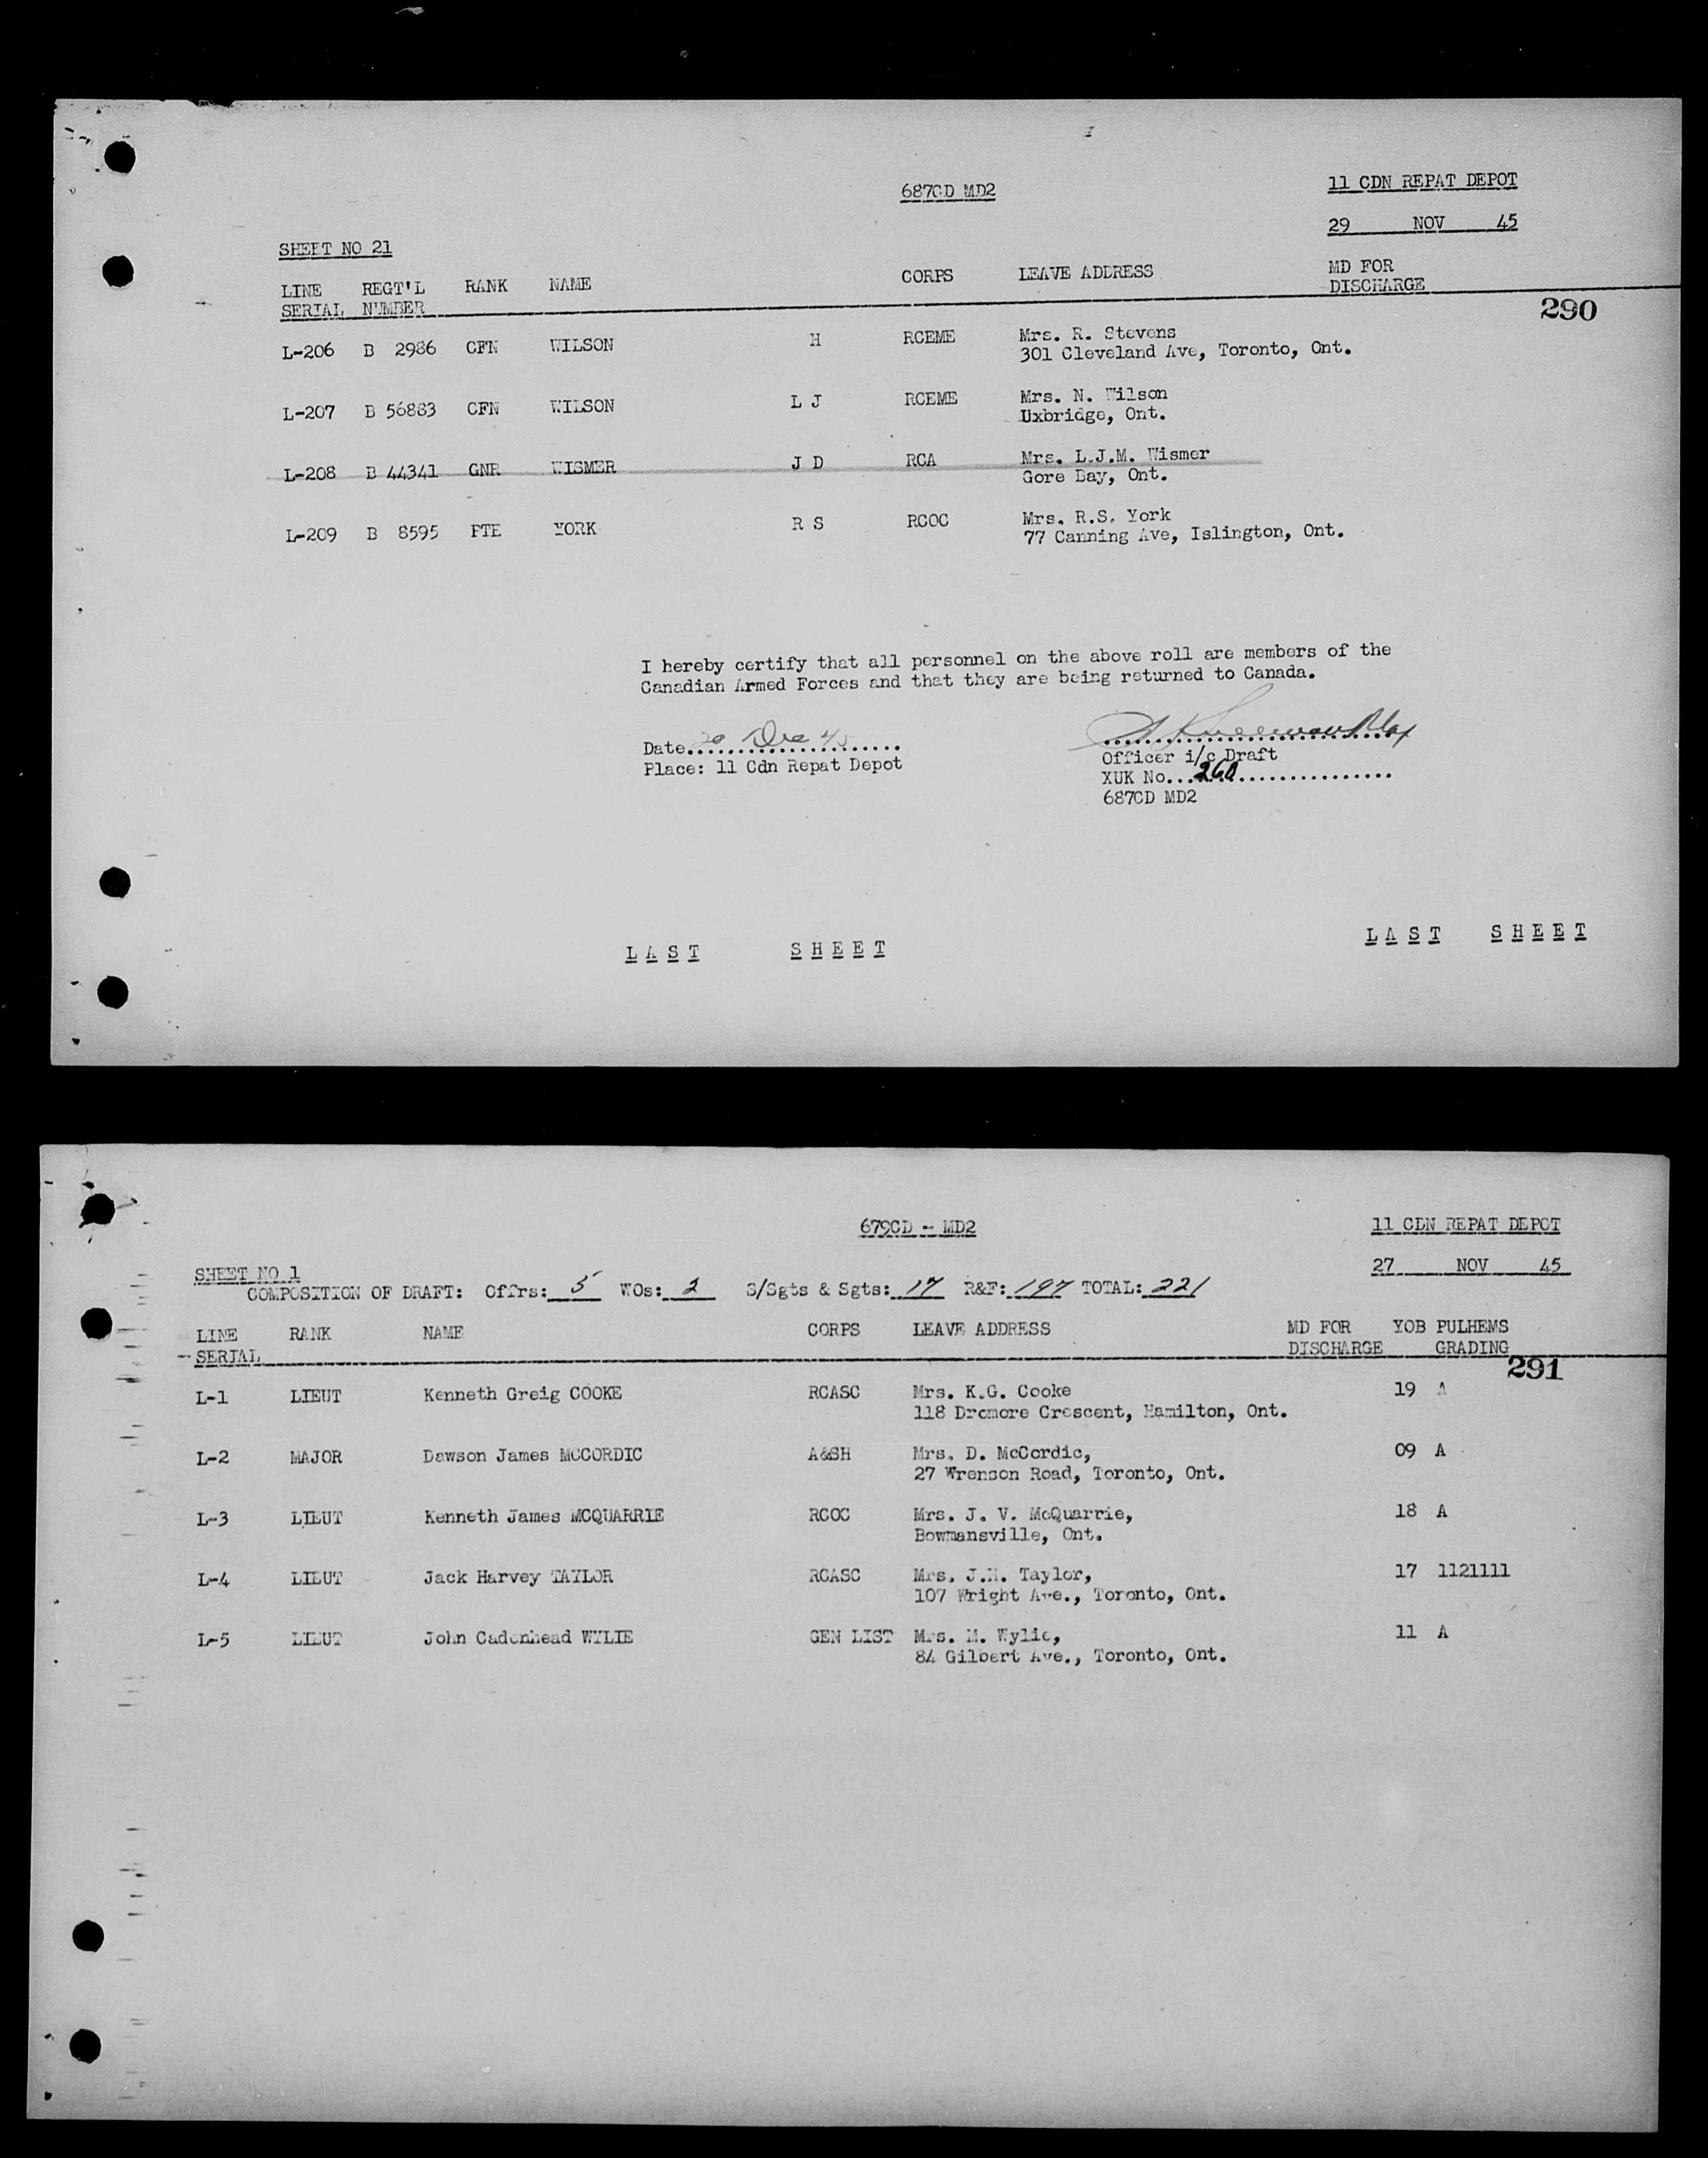 687CD MD2
11 CDN REPAT DEPOT
29 NOV 45
SHEET NO 21
LINE SERIAL REGT'L NUMBER RANK NAME CORPS LEAVE ADDRESS MD FOR DISCHARGE
290
L-206 B 2986 CFN WILSON H RCEME Mrs. R. Stevens
301 Cleveland Ave, Toronto, Ont.
L-207 B 56883 CFN WILSON L J RCEME Mrs. N. Wilson
Uxbridge, Ont.
L-208 B 44341 GNR WISMER J D RCA Mrs. L.J.M. Wismer
Gore Bay, Ont.
L-209 B 8595 PTE YORK R S RCOC Mrs. R.S. York
77 Canning Ave, Islington, Ont.
I hereby certify that all personnel on the above roll are members of the
Canadian Armed Forces and that they are being returned to Canada.
Date 20 Dec 45
Place: 11 Cdn Repat Depot
Officer i/c Draft
XUK No... 260
687CD MD2
LAST SHEET
LAST SHEET
679CD - MD2
11 CDN REPAT DEPOT
27 NOV 45
SHEET NO 1
COMPOSITION OF DRAFT: Offrs: 5 WOs: 2 S/Sgts & Sgts: 17 R&F: 197 TOTAL: 221
LINE SERIAL RANK NAME CORPS LEAVE ADDRESS MD FOR DISCHARGE YOB PULHEMS GRADING
291
L-1 LIEUT Kenneth Greig COOKE RCASC Mrs. K.G. Cooke 19 A
118 Dromore Crescent, Hamilton, Ont.
L-2 MAJOR Dawson James MCCORDIC A&SH Mrs. D. McCordic, 09 A
27 Wrenson Road, Toronto, Ont.
L-3 LIEUT Kenneth James MCQUARRIE RCOC Mrs. J. V. McQuarrie, 18 A
Bowmansville, Ont.
L-4 LIEUT Jack Harvey TAYLOR RCASC Mrs. J.H. Taylor, 17 1121111
107 Wright Ave., Toronto, Ont.
L-5 LIEUT John Cadenhead WYLIE GEN LIST Mrs. M. Wylie, 11 A
84 Gilbert Ave., Toronto, Ont.